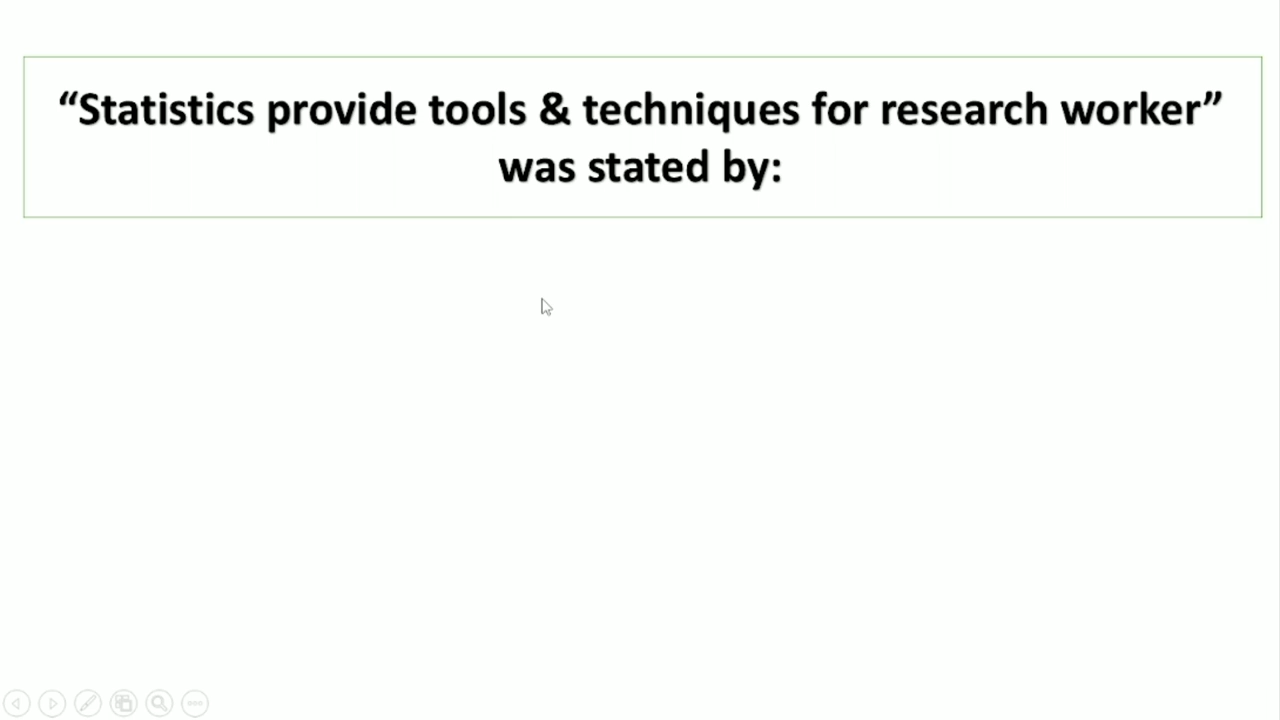 “Statistics provide tools & techniques for research worker”
was stated by: